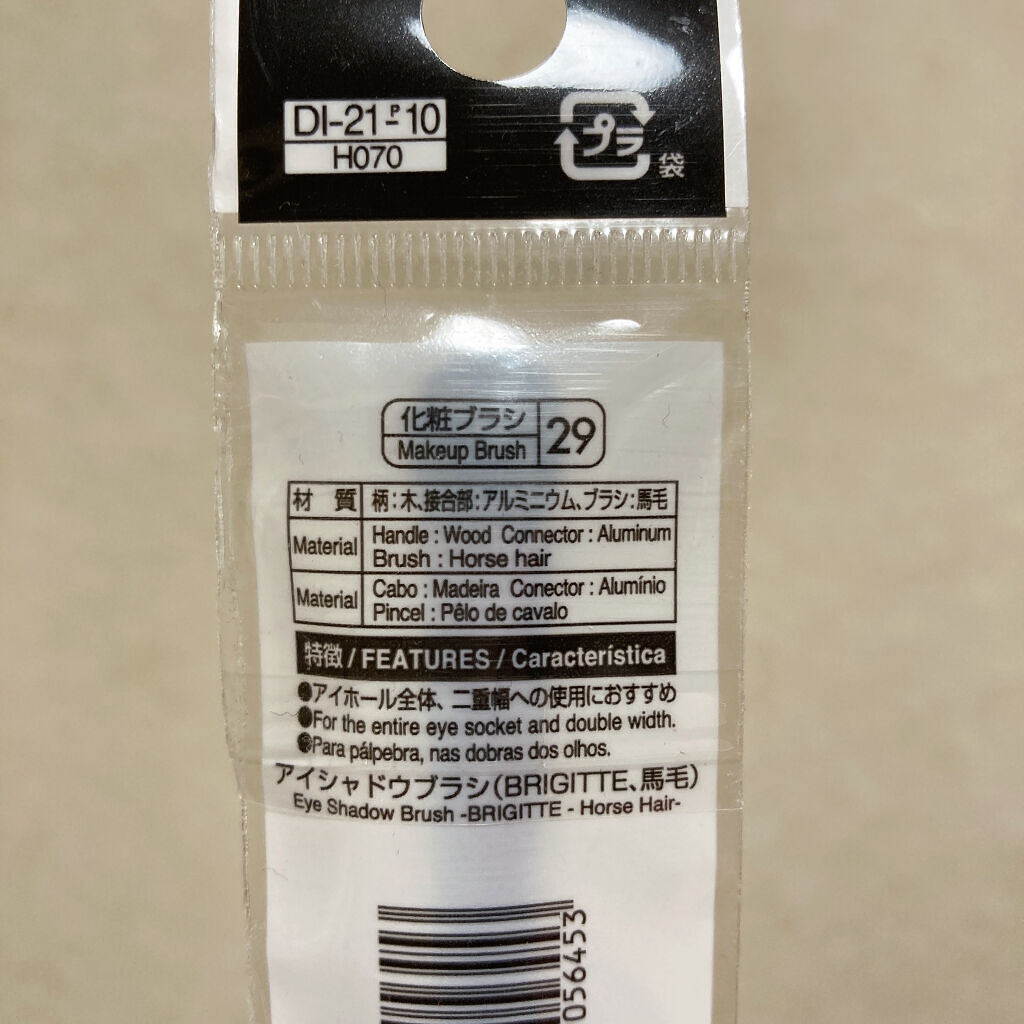 DI-21-P-10
H070
プラ
袋
化粧ブラシ
Makeup Brush
29
材 質
柄:木、接合部:アルミニウム、ブラシ:馬毛
Material
Handle : Wood Connector : Aluminum
Brush : Horse hair
Material
Cabo : Madeira Conector : Alumínio
Pincel : Pêlo de cavalo
特徴 / FEATURES / Característica
●アイホール全体、二重幅への使用におすすめ
●For the entire eye socket and double width.
●Para pálpebra, nas dobras dos olhos.
アイシャドウブラシ(BRIGITTE、馬毛)
Eye Shadow Brush -BRIGITTE - Horse Hair-
056453